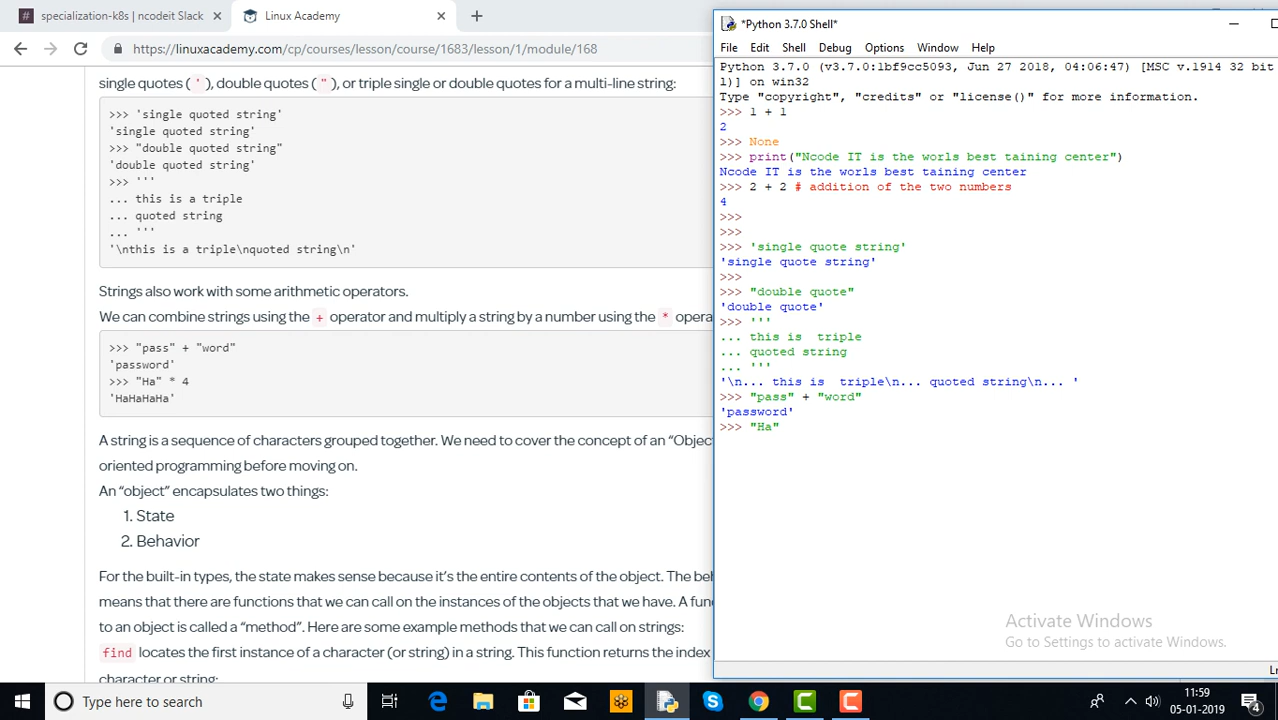 specialization-k8s | ncodeit Slack
Linux Academy
https://linuxacademy.com/cp/courses/lesson/course/1683/lesson/1/module/168
single quotes ('), double quotes ("), or triple single or double quotes for a multi-line string:
>>> 'single quoted string'
'single quoted string'
>>> "double quoted string"
'double quoted string'
>>> '''
... this is a triple
... quoted string
... '''
'\nthis is a triple\nquoted string\n'
Strings also work with some arithmetic operators.
We can combine strings using the + operator and multiply a string by a number using the * opera
>>> "pass" + "word"
'password'
>>> "Ha" * 4
'HaHaHaHa'
A string is a sequence of characters grouped together. We need to cover the concept of an “Objec
oriented programming before moving on.
An “object” encapsulates two things:
1. State
2. Behavior
For the built-in types, the state makes sense because it’s the entire contents of the object. The beh
means that there are functions that we can call on the instances of the objects that we have. A fun
to an object is called a “method”. Here are some example methods that we can call on strings:
find locates the first instance of a character (or string) in a string. This function returns the index
character or string:
*Python 3.7.0 Shell*
File Edit Shell Debug Options Window Help
Python 3.7.0 (v3.7.0:1bf9cc5093, Jun 27 2018, 04:06:47) [MSC v.1914 32 bit
l)] on win32
Type "copyright", "credits" or "license()" for more information.
>>> 1 + 1
2
>>> None
>>> print("Ncode IT is the worls best taining center")
Ncode IT is the worls best taining center
>>> 2 + 2 # addition of the two numbers
4
>>>
>>>
>>> 'single quote string'
'single quote string'
>>>
>>> "double quote"
'double quote'
>>> '''
... this is  triple
... quoted string
... '''
'\n... this is  triple\n... quoted string\n... '
>>> "pass" + "word"
'password'
>>> "Ha"
Activate Windows
Go to Settings to activate Windows.
Ln
Type here to search
11:59
05-01-2019
4